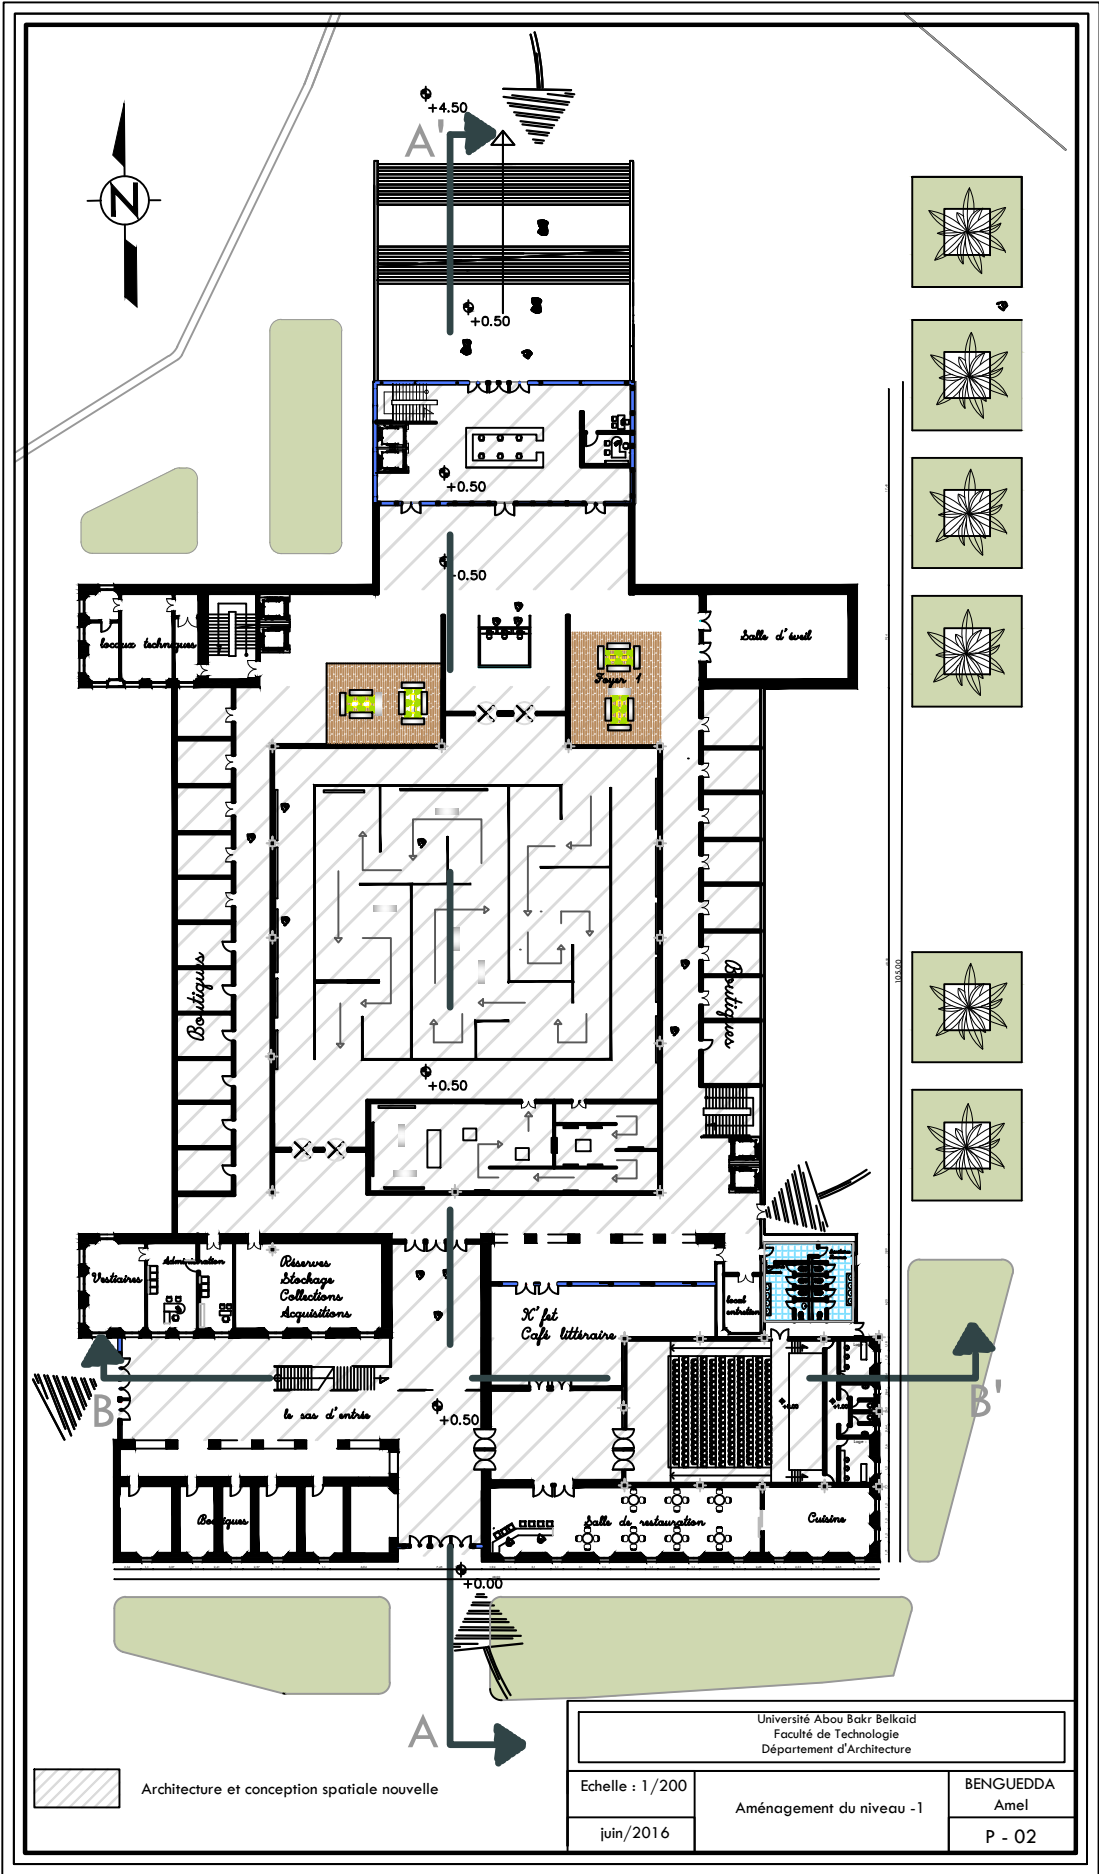 +4.50
A'
N
+0.50
+0.50
-0.50
locaux techniques
Salle d'éveil
Foyer 1
Boutiques
Boutiques
105.00
+0.50
Vestiaires
Administration
Réserves
Stockage
Collections
Acquisitions
K'fet
Café littéraire
local
entretien
B
B'
le sas d'entrée
+0.50
Boutiques
Salle de restauration
Cuisine
+0.00
A
Architecture et conception spatiale nouvelle
Université Abou Bakr Belkaid
Faculté de Technologie
Département d'Architecture
Echelle : 1/200
juin/2016
Aménagement du niveau -1
BENGUEDDA
Amel
P - 02